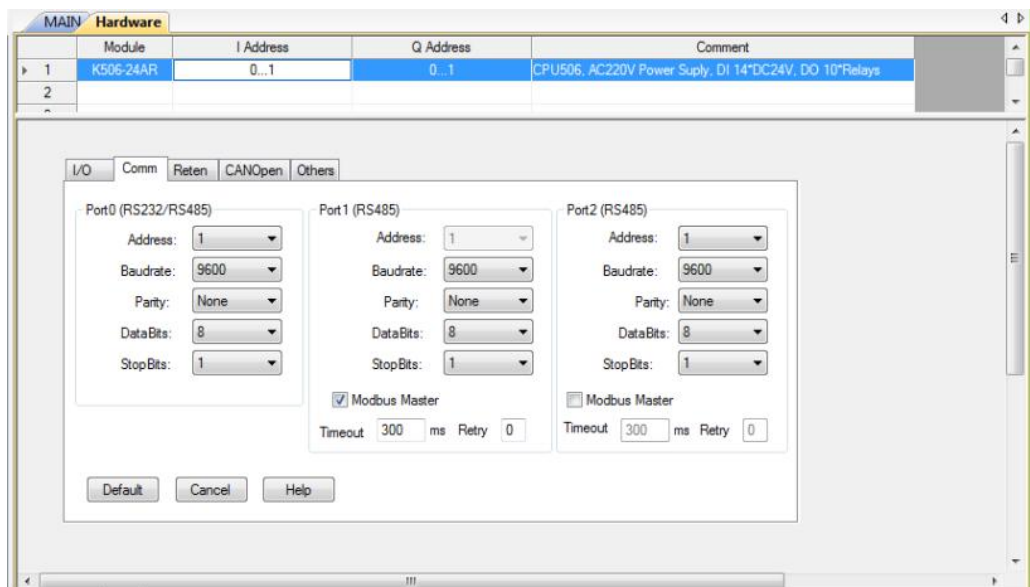 MAIN Hardware
Module I Address Q Address Comment
1 K506-24AR 0...1 0...1 CPU506, AC220V Power Suply, DI 14*DC24V, DO 10*Relays
2
I/O Comm Reten CANOpen Others
Port0 (RS232/RS485) Port1 (RS485) Port2 (RS485)
Address: 1 Address: 1 Address: 1
Baudrate: 9600 Baudrate: 9600 Baudrate: 9600
Parity: None Parity: None Parity: None
DataBits: 8 DataBits: 8 DataBits: 8
StopBits: 1 StopBits: 1 StopBits: 1
Modbus Master Modbus Master
Timeout 300 ms Retry 0 Timeout 300 ms Retry 0
Default Cancel Help